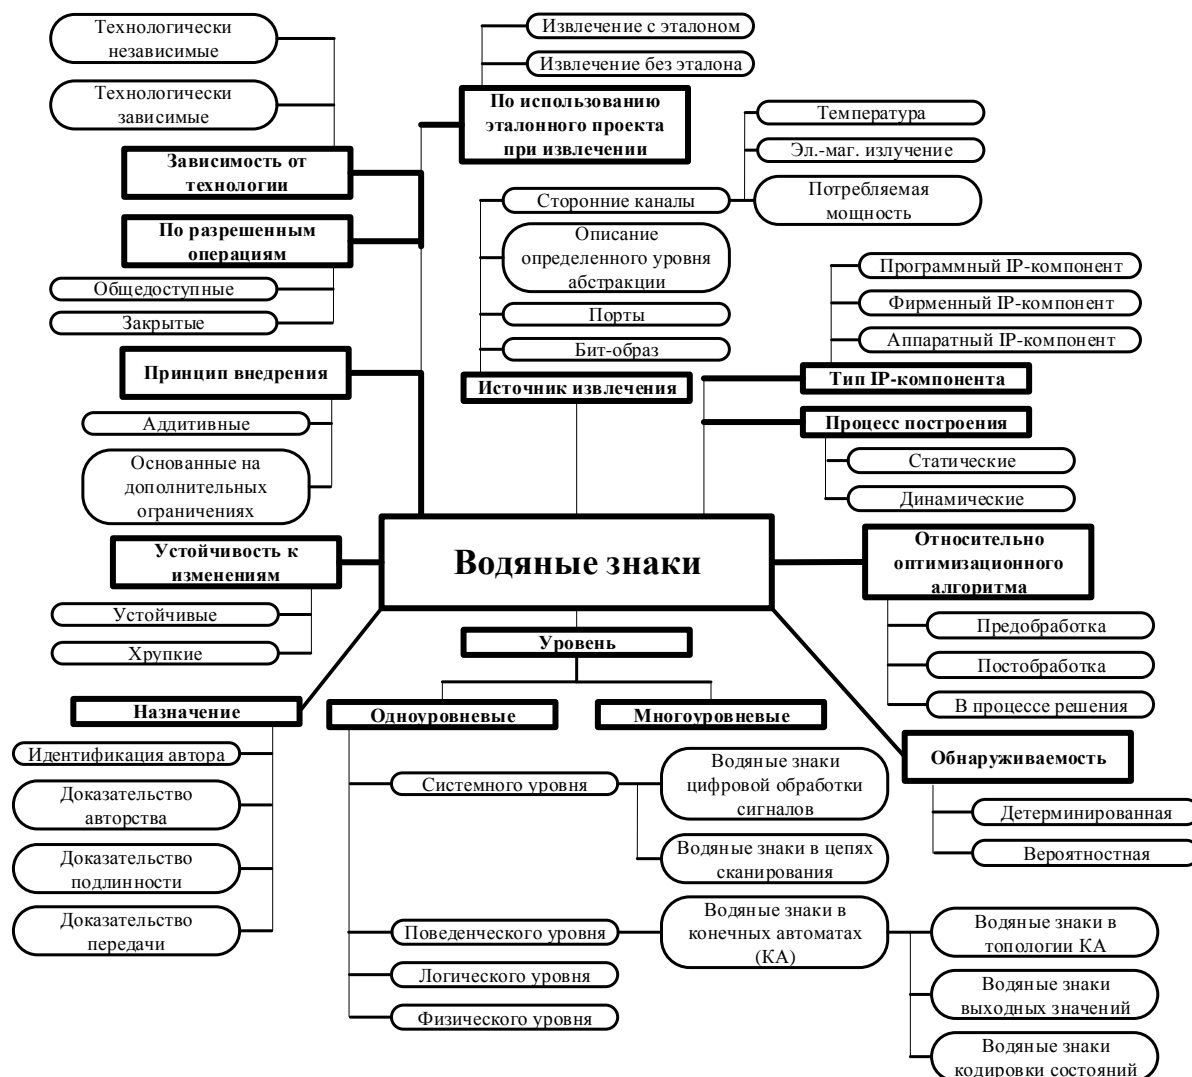 Технологически
независимые
Технологически
зависимые
Зависимость от
технологии
По разрешенным
операциям
Общедоступные
Закрытые
Принцип внедрения
Аддитивные
Основанные на
дополнительных
ограничениях
Устойчивость к
изменениям
Устойчивые
Хрупкие
Назначение
Идентификация автора
Доказательство
авторства
Доказательство
подлинности
Доказательство
передачи
Извлечение с эталоном
Извлечение без эталона
По использованию
эталонного проекта
при извлечении
Температура
Эл.-маг. излучение
Потребляемая
мощность
Сторонние каналы
Описание
определенного уровня
абстракции
Порты
Бит-образ
Источник извлечения
Программный IP-компонент
Фирменный IP-компонент
Аппаратный IP-компонент
Тип IP-компонента
Процесс построения
Статические
Динамические
Водяные знаки
Относительно
оптимизационного
алгоритма
Предобработка
Постобработка
В процессе решения
Обнаруживаемость
Детерминированная
Вероятностная
Уровень
Одноуровневые
Многоуровневые
Системного уровня
Водяные знаки
цифровой обработки
сигналов
Водяные знаки в цепях
сканирования
Поведенческого уровня
Водяные знаки в
конечных автоматах
(КА)
Водяные знаки в
топологии КА
Водяные знаки
выходных значений
Водяные знаки
кодировки состояний
Логического уровня
Физического уровня